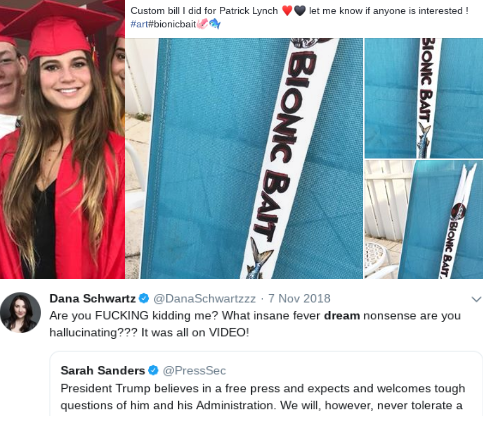 Custom bill I did for Patrick Lynch ❤️🖤 let me know if anyone is interested !
#art#bionicbait🦑🐬
BIONIC BAIT
BIONIC BAIT
BIONIC BAIT
Dana Schwartz @DanaSchwartzzz · 7 Nov 2018
Are you FUCKING kidding me? What insane fever dream nonsense are you
hallucinating??? It was all on VIDEO!
Sarah Sanders @PressSec
President Trump believes in a free press and expects and welcomes tough
questions of him and his Administration. We will, however, never tolerate a